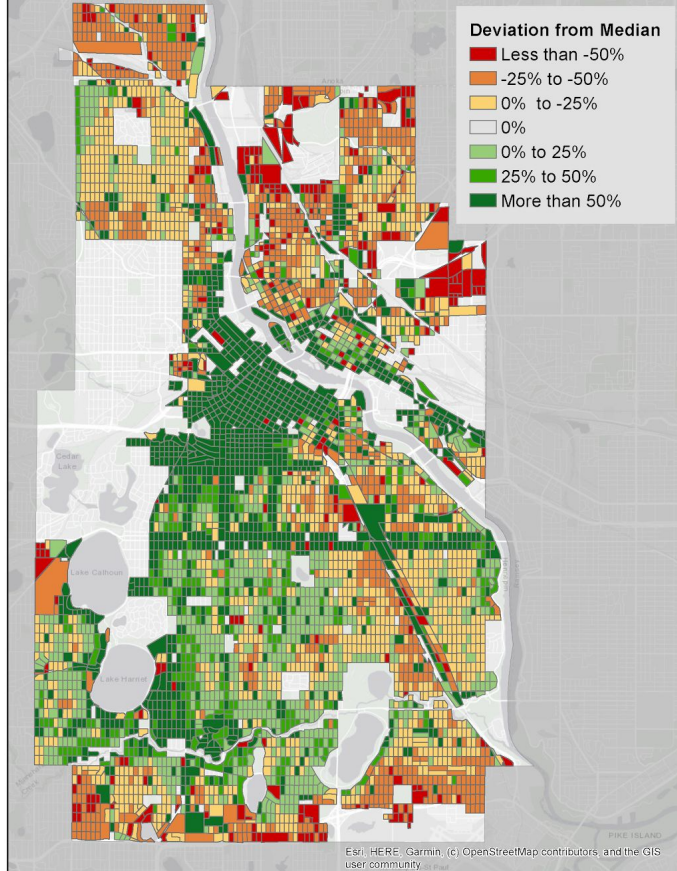 Deviation from Median
Less than -50%
-25% to -50%
0% to -25%
0%
0% to 25%
25% to 50%
More than 50%
Cedar
Lake
Lake Calhoun
Lake Harriet
PIKE ISLAND
Esri, HERE, Garmin, (c) OpenStreetMap contributors, and the GIS
user community